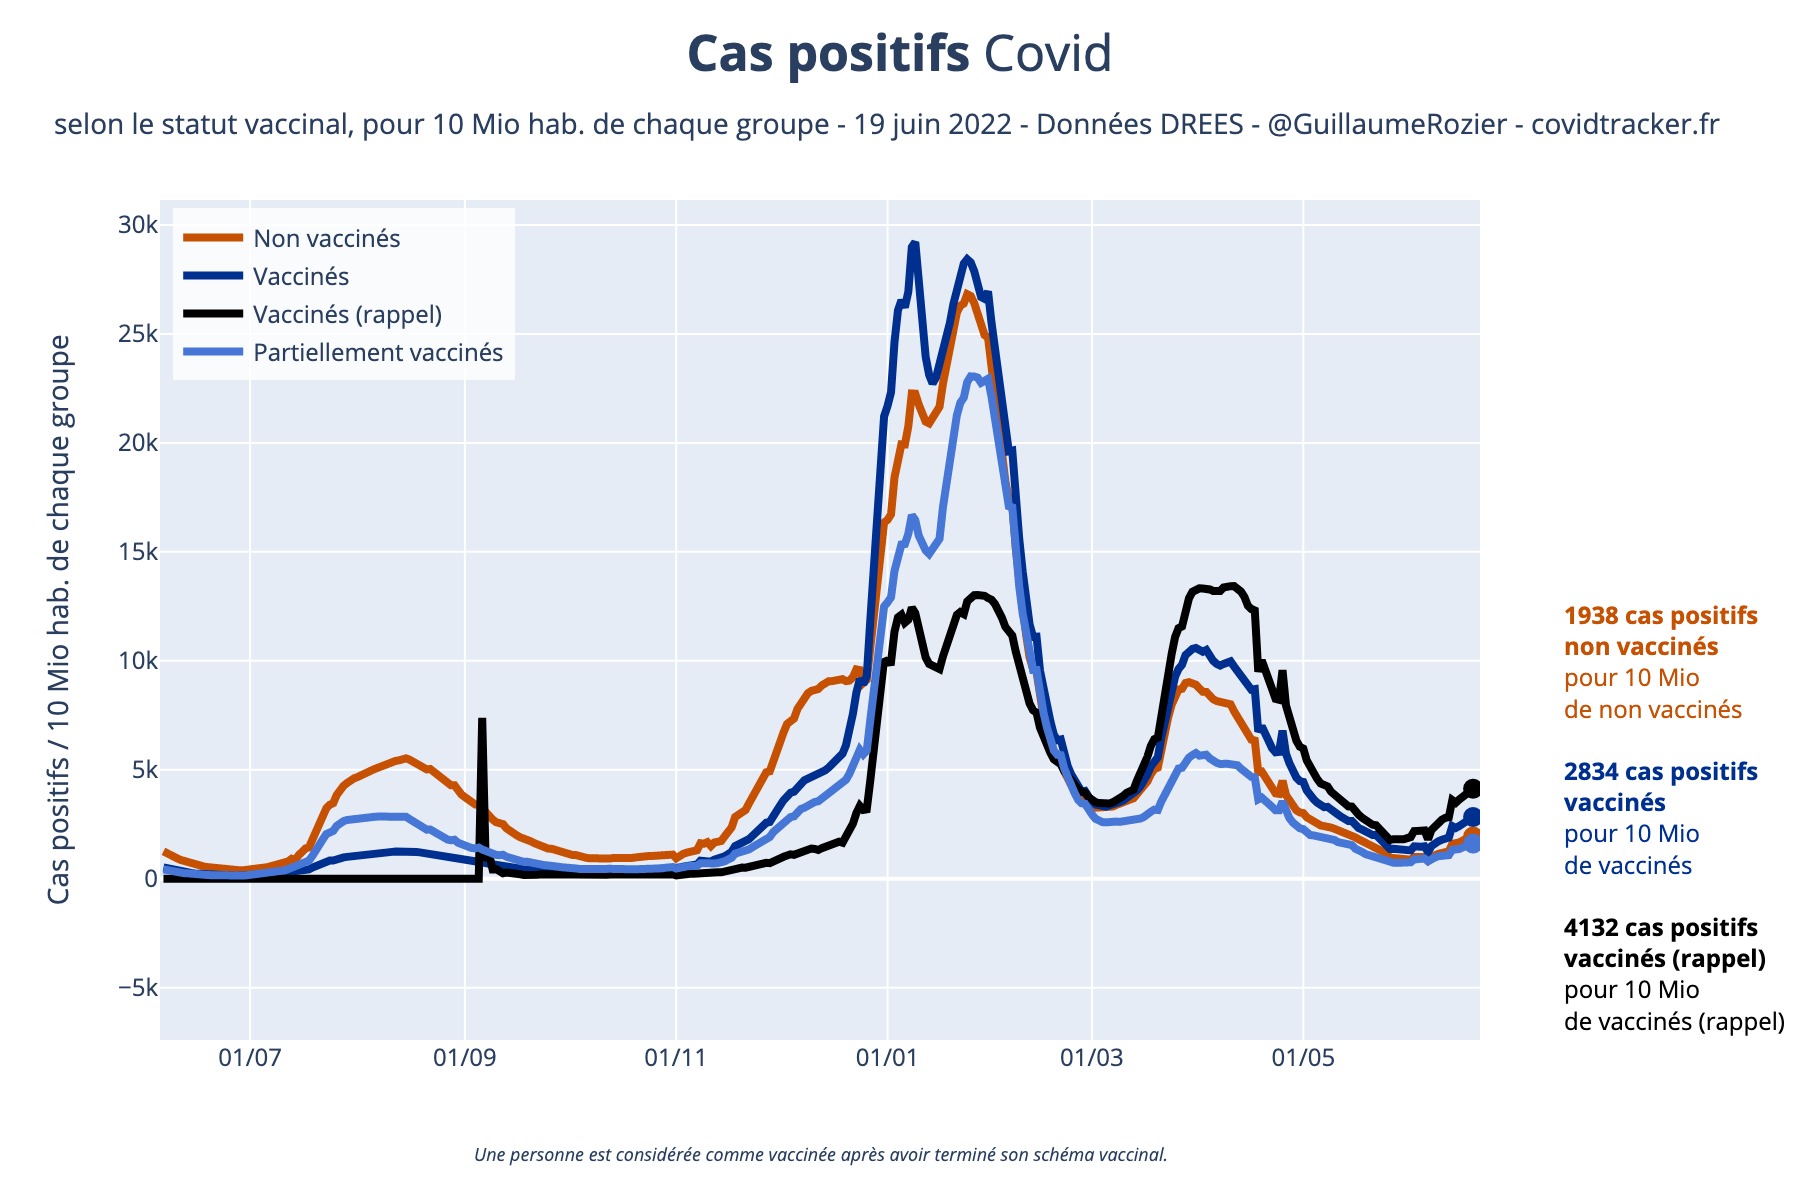 Cas positifs Covid
selon le statut vaccinal, pour 10 Mio hab. de chaque groupe - 19 juin 2022 - Données DREES - @GuillaumeRozier - covidtracker.fr
Cas positifs / 10 Mio hab. de chaque groupe
30k
25k
20k
15k
10k
5k
0
−5k
Non vaccinés
Vaccinés
Vaccinés (rappel)
Partiellement vaccinés
01/07
01/09
01/11
01/01
01/03
01/05
1938 cas positifs
non vaccinés
pour 10 Mio
de non vaccinés
2834 cas positifs
vaccinés
pour 10 Mio
de vaccinés
4132 cas positifs
vaccinés (rappel)
pour 10 Mio
de vaccinés (rappel)
Une personne est considérée comme vaccinée après avoir terminé son schéma vaccinal.